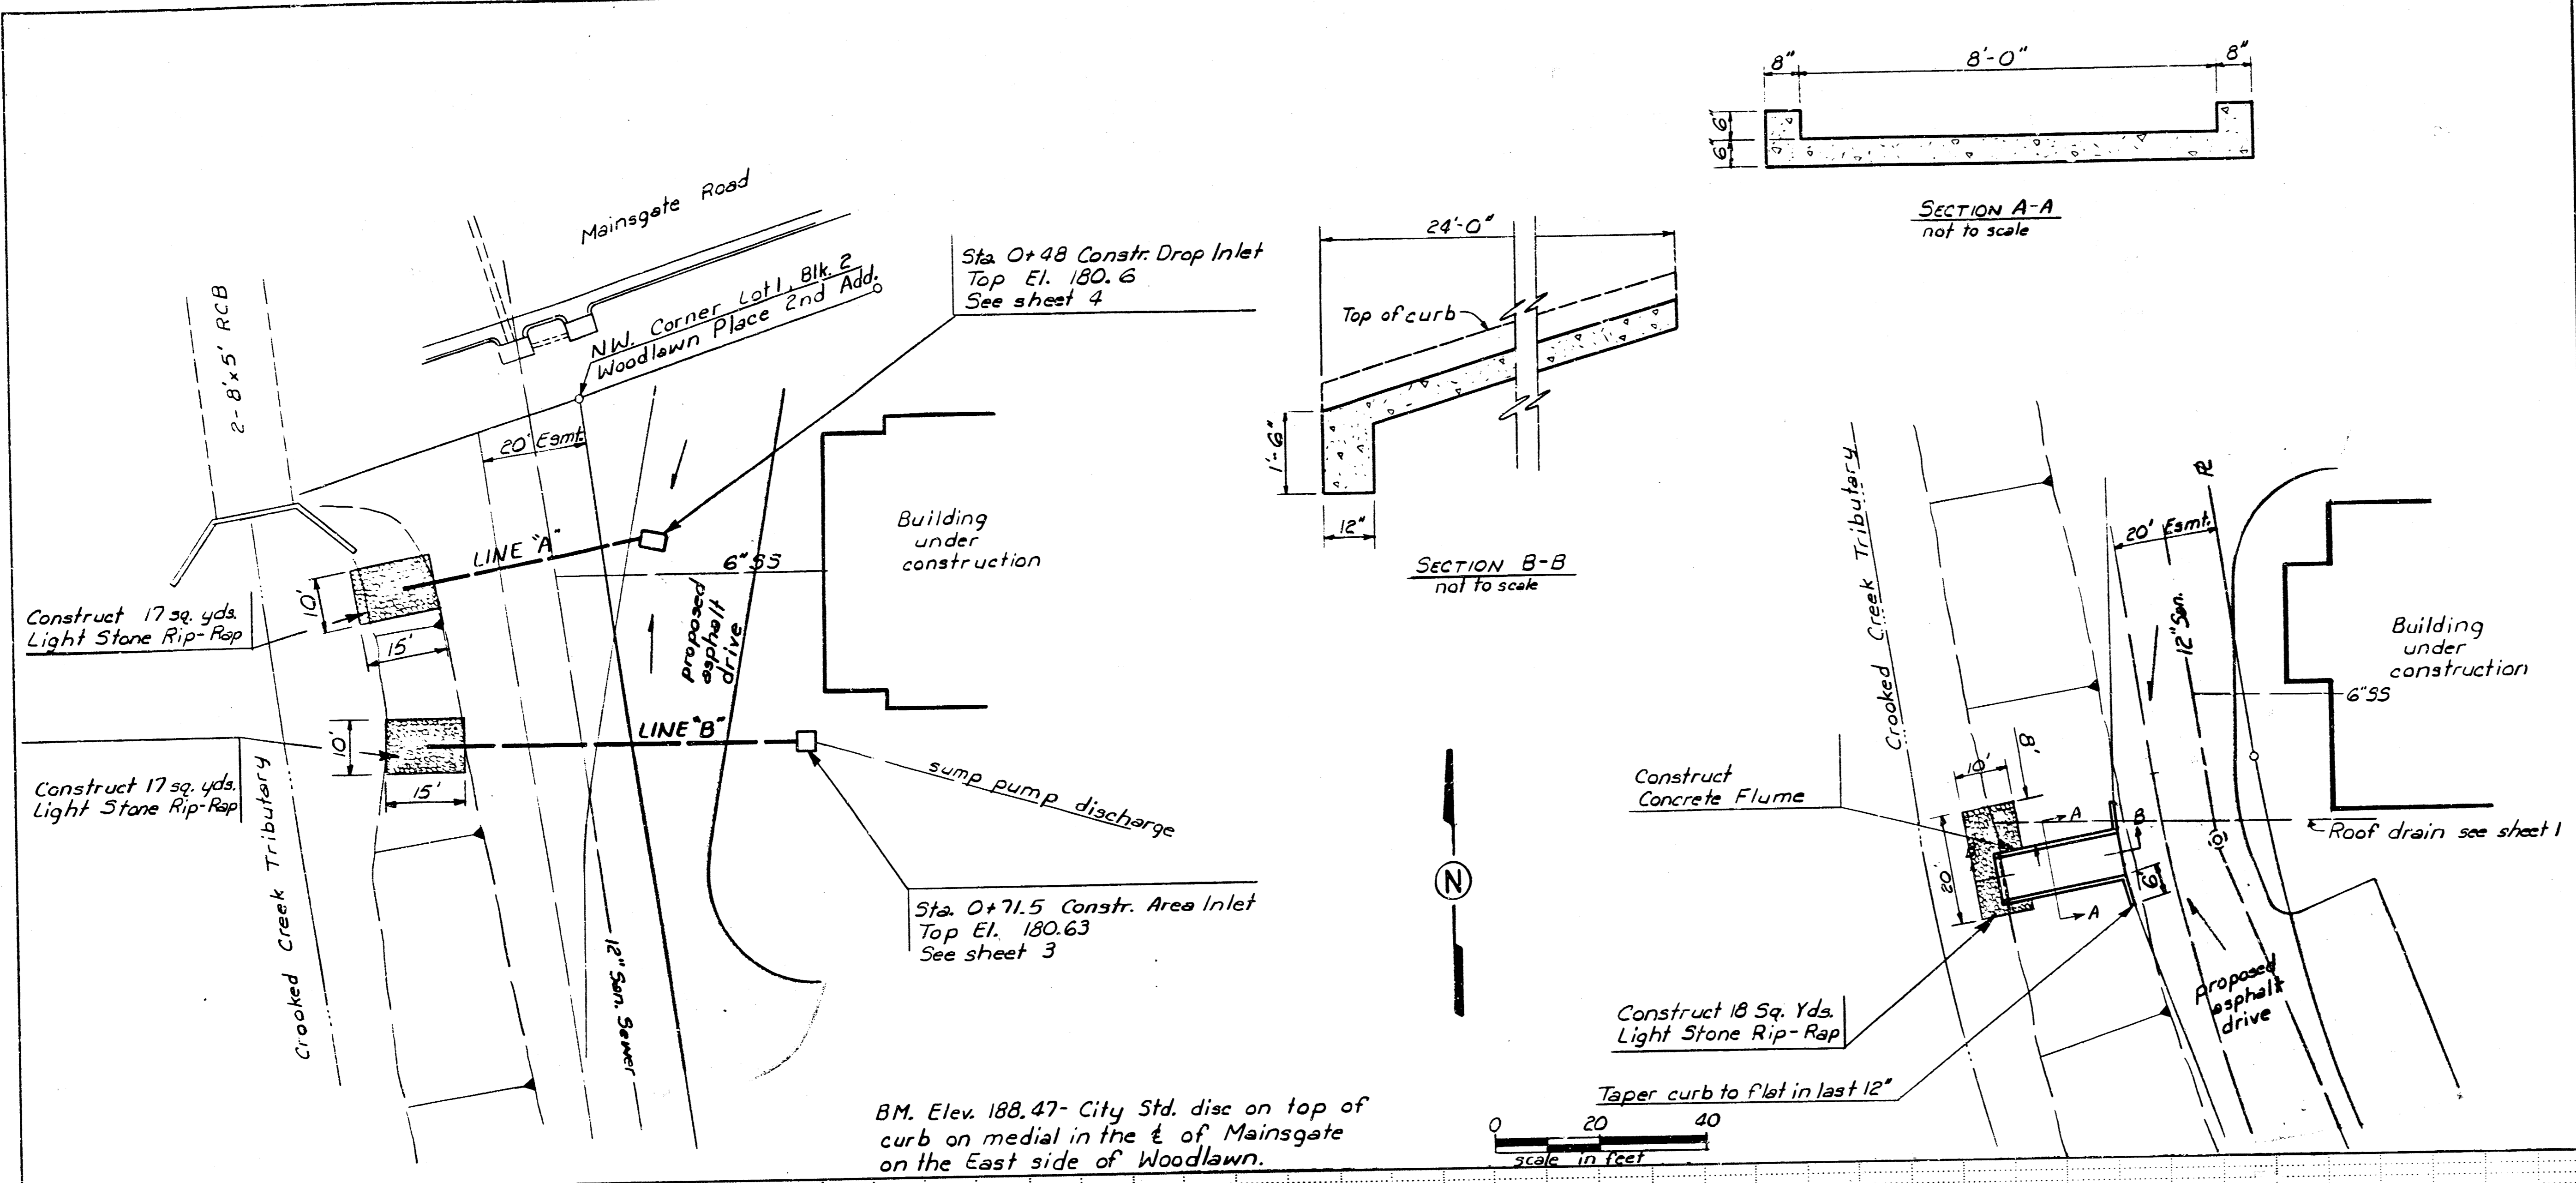 8"
8'-0"
8"
6"
6"
SECTION A-A
not to scale
Mainsgate Road
2-8'x5' RCB
NW. Corner Lot 1, Blk. 2
Woodlawn Place 2nd Add.
Sta. 0+48 Constr. Drop Inlet
Top El. 180.6
See sheet 4
24'-0"
Top of curb
1'-6"
12"
SECTION B-B
not to scale
20' Esmt.
LINE "A"
6" SS
Building
under
construction
10'
15'
Construct 17 sq. yds.
Light Stone Rip-Rap
proposed
asphalt
drive
LINE "B"
10'
15'
Construct 17 sq. yds.
Light Stone Rip-Rap
sump pump discharge
Crooked Creek Tributary
12" San. Sewer
Sta. 0+71.5 Constr. Area Inlet
Top El. 180.63
See sheet 3
N
BM. Elev. 188.47- City Std. disc on top of
curb on medial in the ℄ of Mainsgate
on the East side of Woodlawn.
0 20 40
scale in feet
Crooked Creek Tributary
20' Esmt.
PL
12" San.
6" SS
Building
under
construction
Construct
Concrete Flume
10'
8'
20'
A
B
A
6'
Roof drain see sheet 1
proposed
asphalt
drive
Construct 18 Sq. Yds.
Light Stone Rip-Rap
Taper curb to flat in last 12"